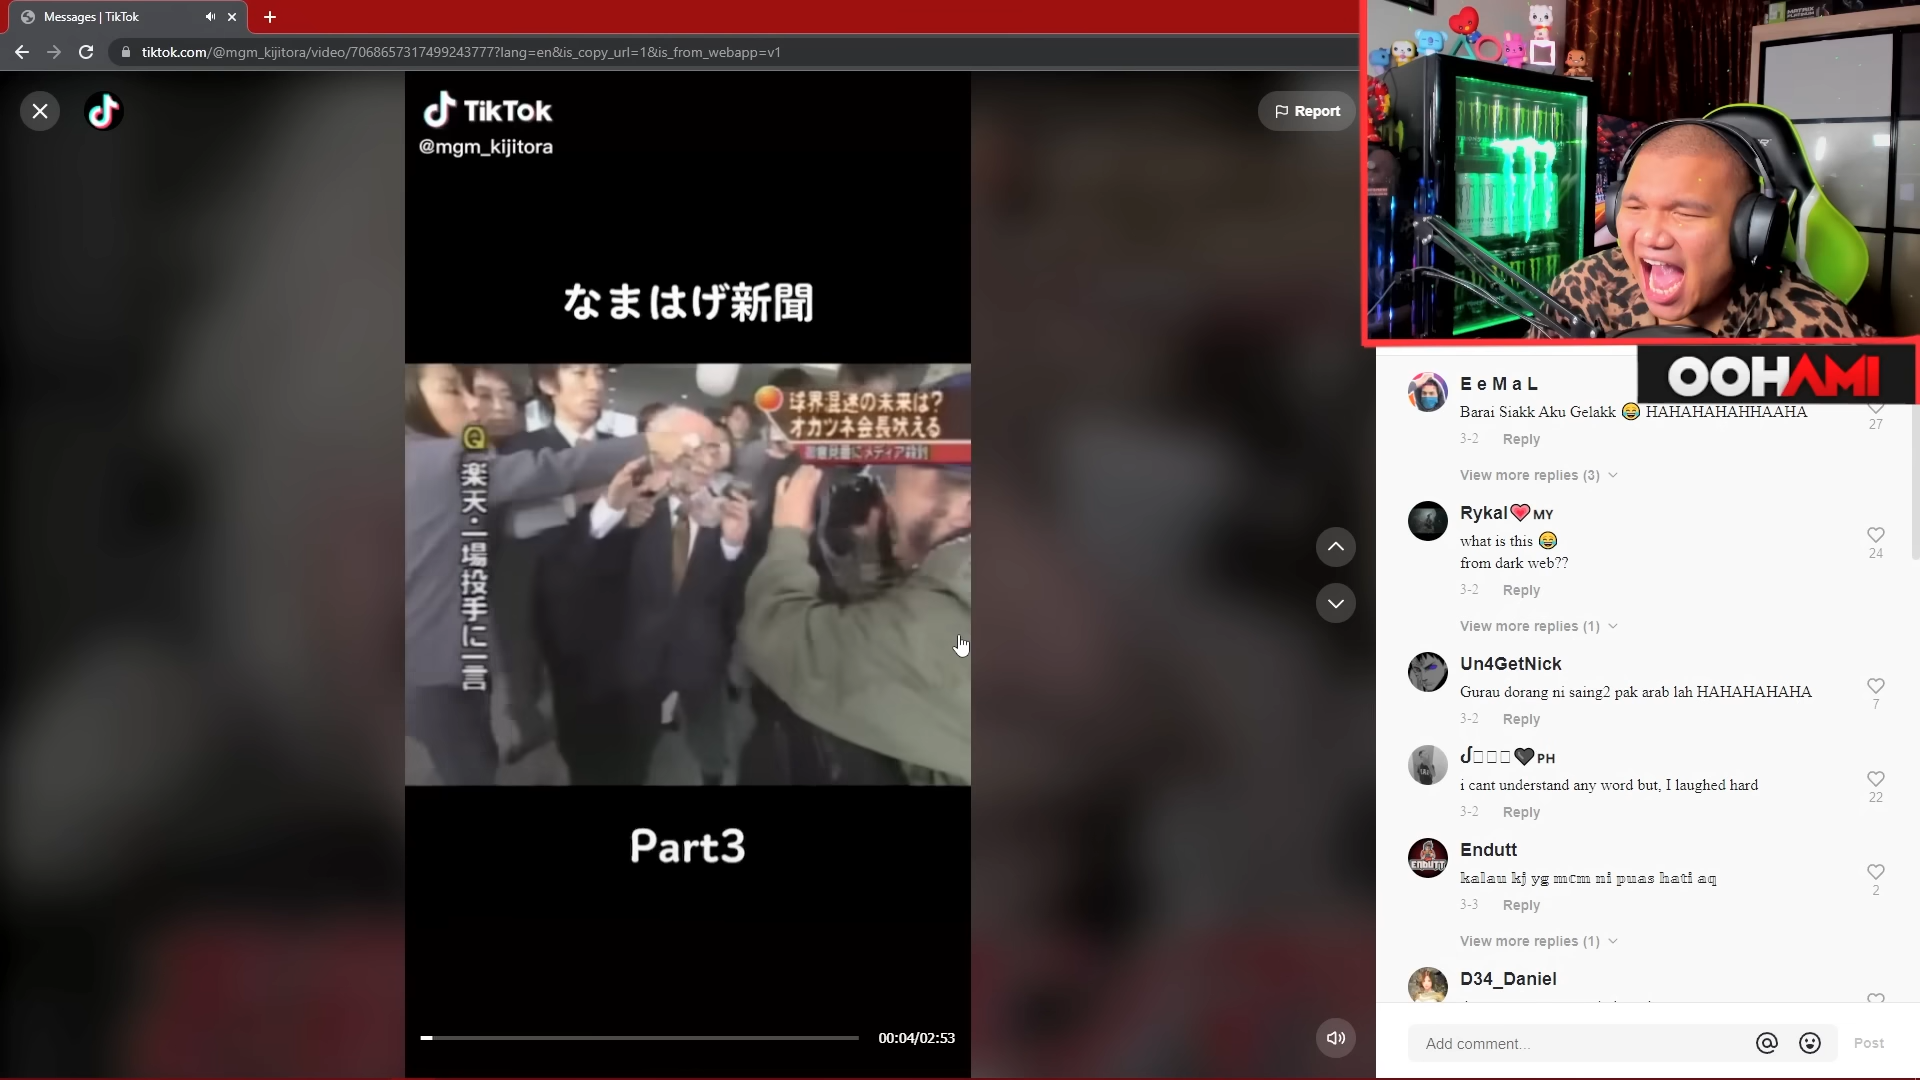 Messages | TikTok
tiktok.com/@mgm_kijitora/video/7068657317499243777?lang=en&is_copy_url=1&is_from_webapp=v1
TikTok
@mgm_kijitora
Report
なまはげ新聞
球界混迷の未来は?
オカツネ会長吠える
楽天・一場投手に一言
Part3
00:04/02:53
MATRIX
OOHAMI
E e M a L
Barai Siakk Aku Gelakk 😂 HAHAHAHAHHAAHA
27
3-2 Reply
View more replies (3)
Rykal❤️MY
what is this 😂
from dark web??
24
3-2 Reply
View more replies (1)
Un4GetNick
Gurau dorang ni saing2 pak arab lah HAHAHAHAHA
7
3-2 Reply
PH
i cant understand any word but, I laughed hard
22
3-2 Reply
Endutt
𝕜𝕒𝕝𝕒𝕦 𝕜𝕛 𝕪𝕘 𝕞𝕔𝕞 𝕟𝕚 𝕡𝕦𝕒𝕤 𝕙𝕒𝕥𝕚 𝕒𝕢
2
3-3 Reply
View more replies (1)
D34_Daniel
Add comment...
Post